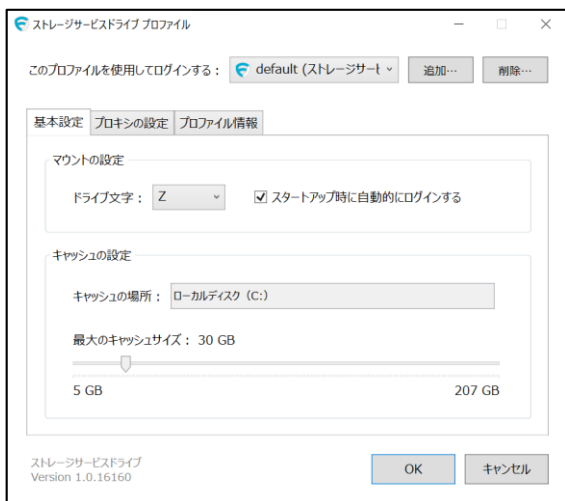 ストレージサービスドライブ プロファイル
このプロファイルを使用してログインする： default (ストレージサーt 追加… 削除…
基本設定 プロキシの設定 プロファイル情報
マウントの設定
ドライブ文字： Z スタートアップ時に自動的にログインする
キャッシュの設定
キャッシュの場所： ローカルディスク (C:)
最大のキャッシュサイズ： 30 GB
5 GB 207 GB
ストレージサービスドライブ
Version 1.0.16160
OK キャンセル